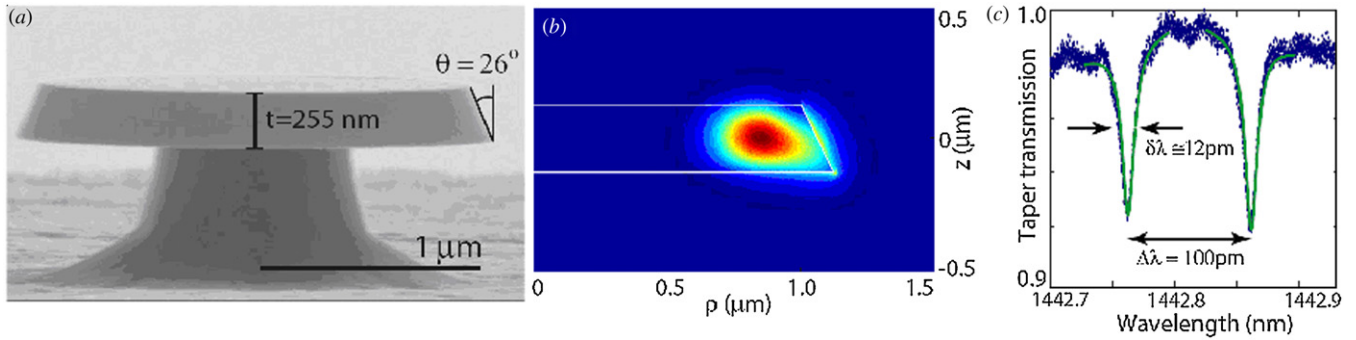 (a)
θ = 26°
t=255 nm
1 μm
(b)
0.5
0
-0.5
z (μm)
0
0.5
1.0
1.5
ρ (μm)
(c)
1.0
0.9
Taper transmission
δλ ≅12pm
Δλ = 100pm
1442.7
1442.8
1442.9
Wavelength (nm)